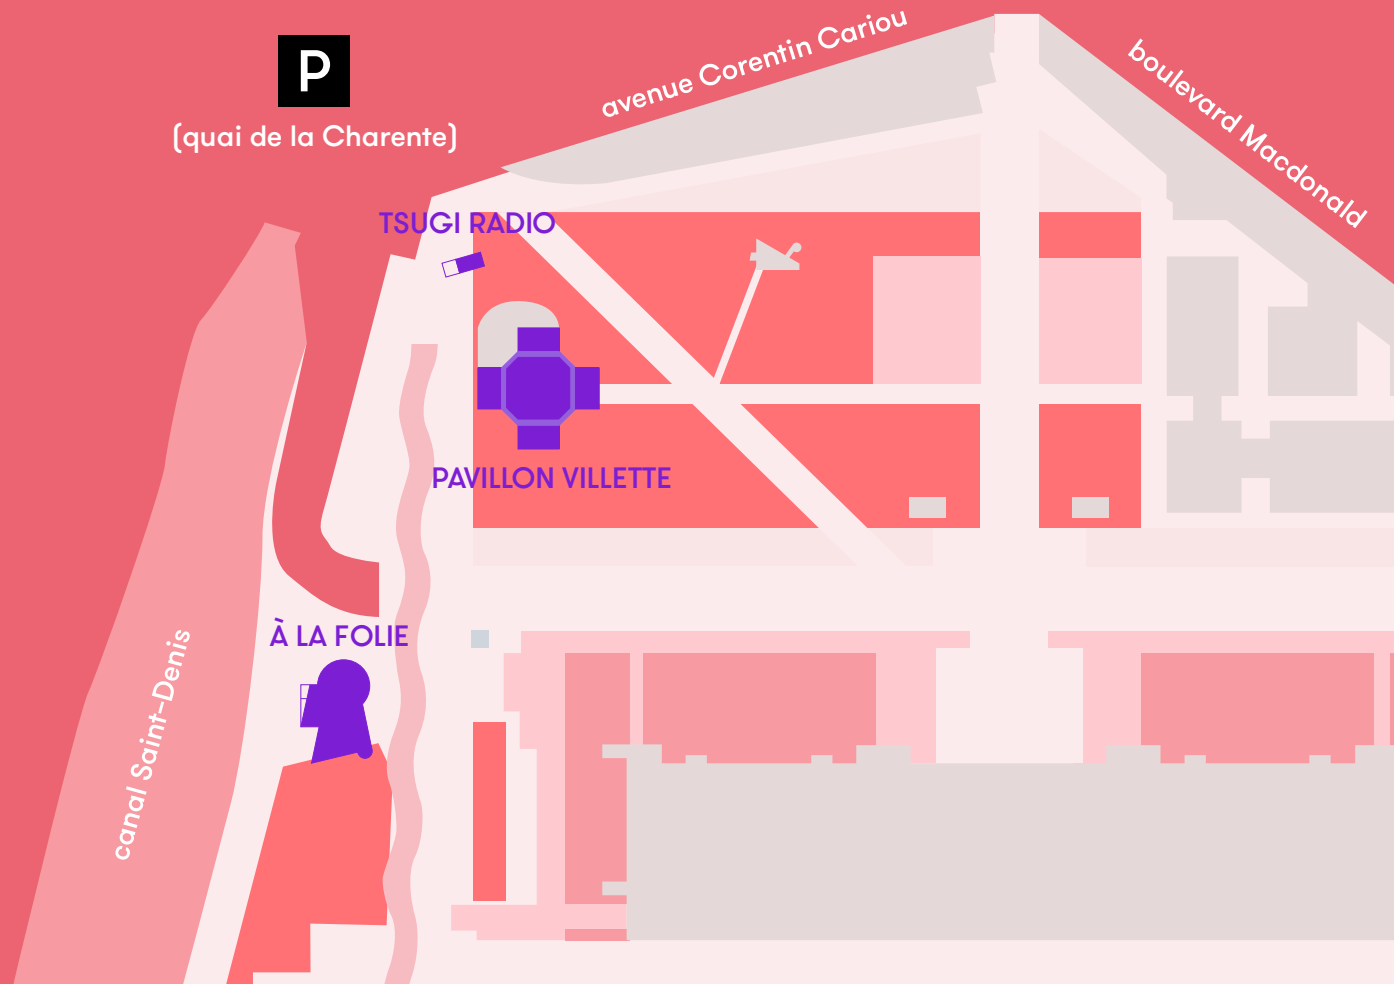 P
(quai de la Charente)
avenue Corentin Cariou
boulevard Macdonald
TSUGI RADIO
PAVILLON VILLETTE
À LA FOLIE
canal Saint-Denis